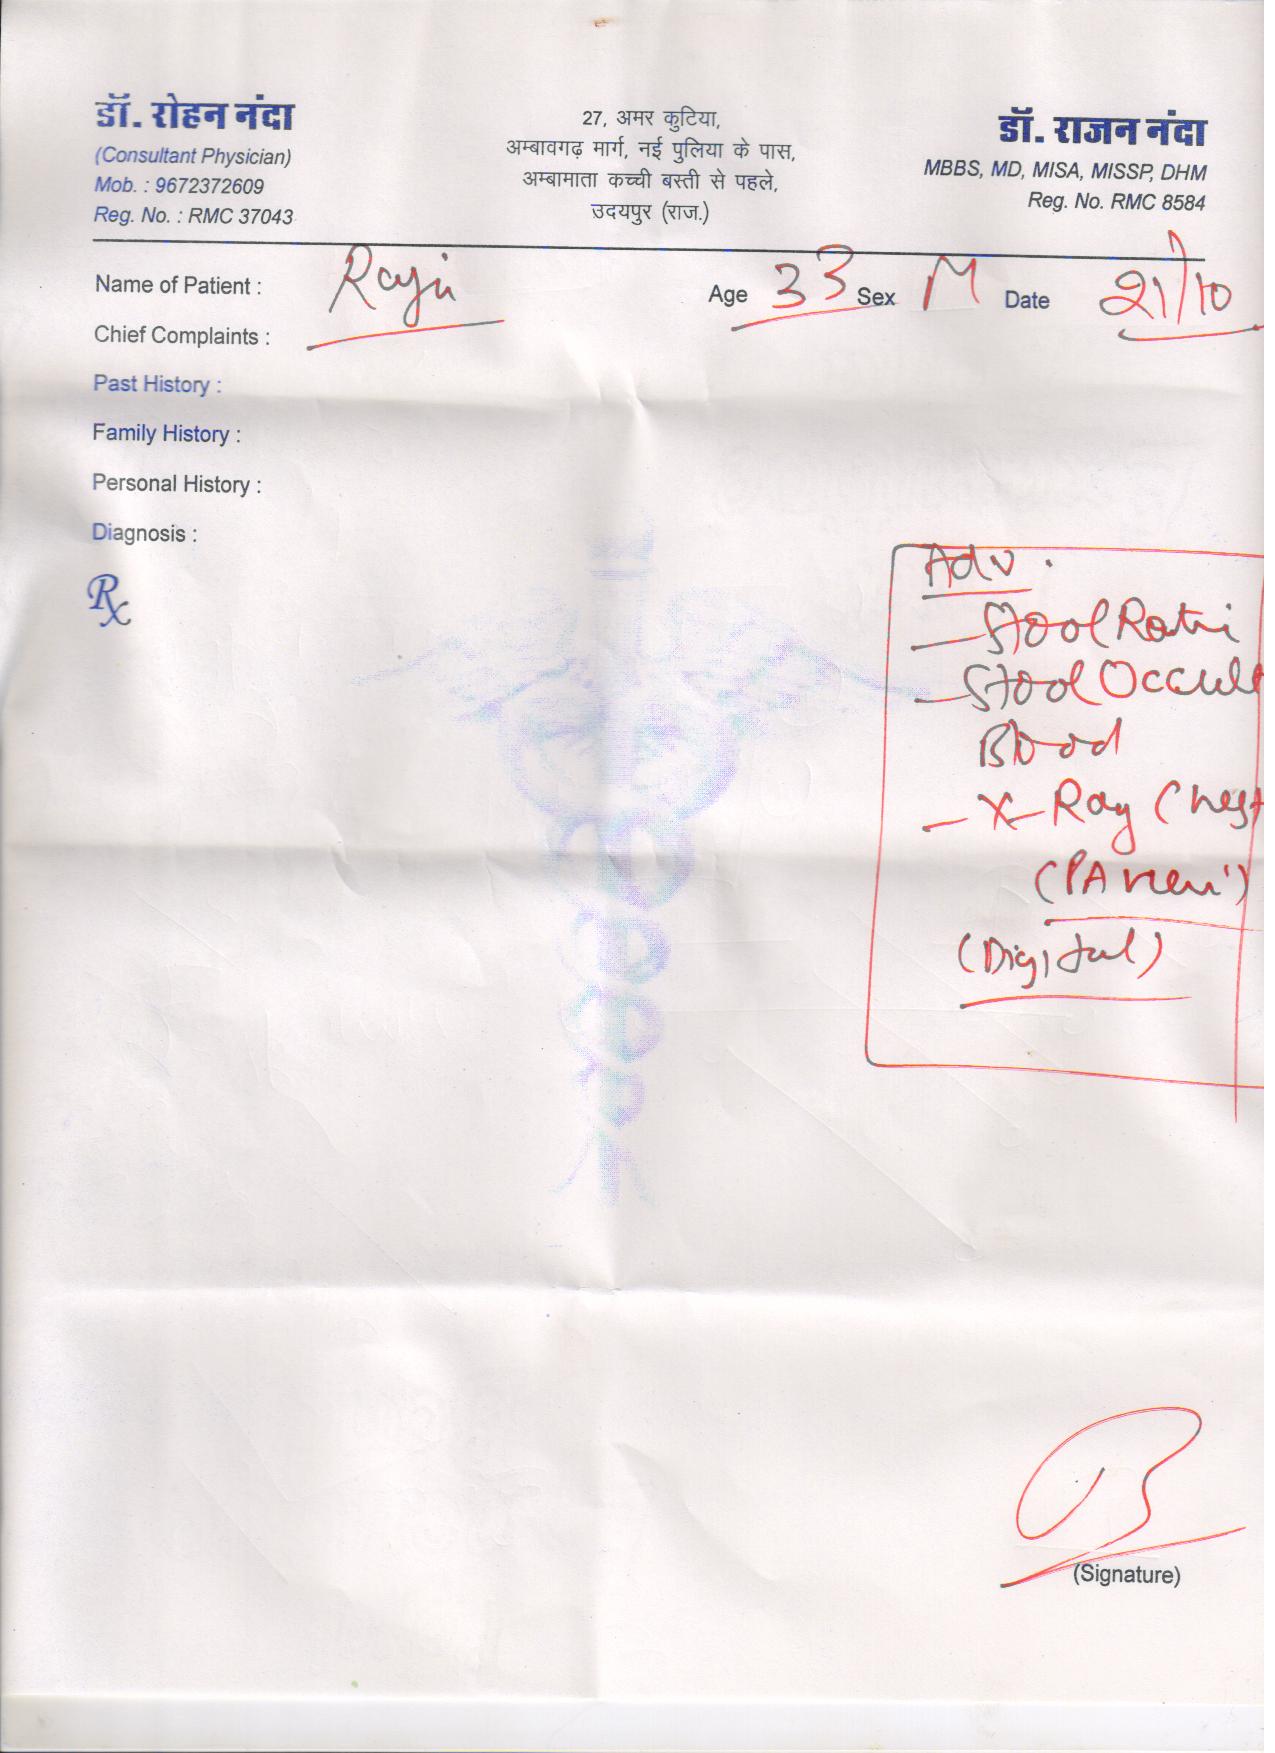 डॉ. रोहन नंदा
(Consultant Physician)
Mob. : 9672372609
Reg. No. : RMC 37043
27, अमर कुटिया,
अम्बावगढ़ मार्ग, नई पुलिया के पास,
अम्बामाता कच्ची बस्ती से पहले,
उदयपुर (राज.)
डॉ. राजन नंदा
MBBS, MD, MISA, MISSP, DHM
Reg. No. RMC 8584
Name of Patient : Raju Age 33 Sex M Date 21/10
Chief Complaints :
Past History :
Family History :
Personal History :
Diagnosis :
Rx
Adv.
- Stool
- Stool Occult
Blood
- X-Ray Chest
(PA view)
(Digital)
(Signature)